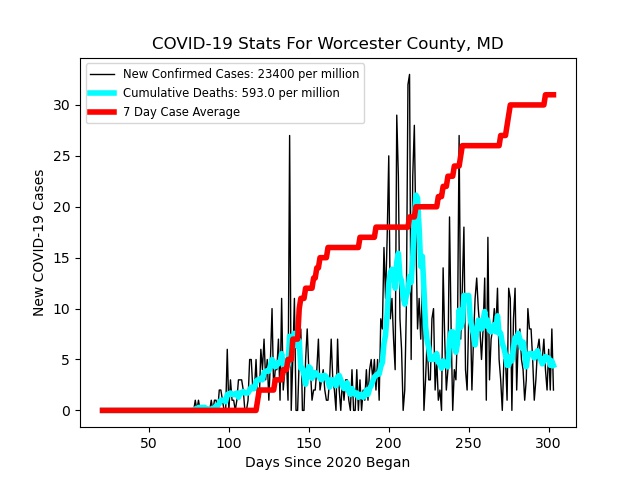 COVID-19 Stats For Worcester County, MD
New Confirmed Cases: 23400 per million
Cumulative Deaths: 593.0 per million
7 Day Case Average
New COVID-19 Cases
30
25
20
15
10
5
0
50 100 150 200 250 300
Days Since 2020 Began